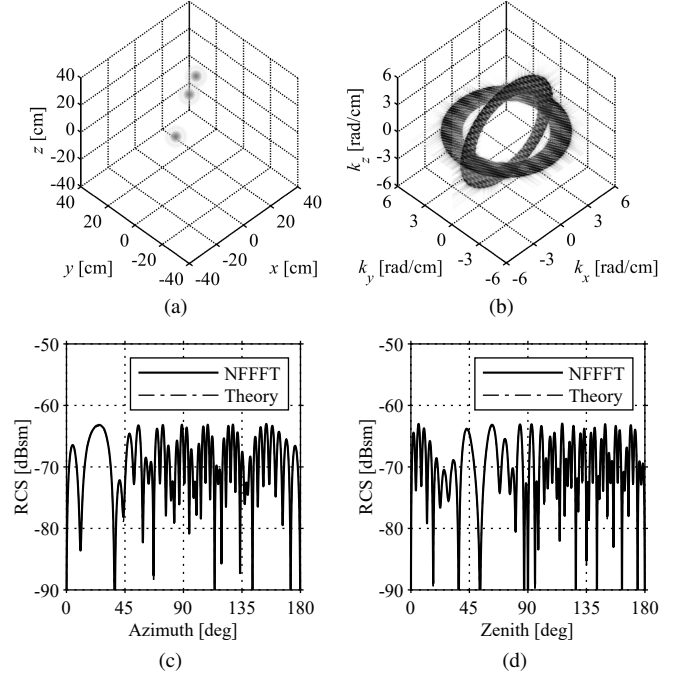 40
20
0
-20
-40
z [cm]
40
20
0
-20
-40
y [cm]
-40
-20
0
20
40
x [cm]
(a)
6
3
0
-3
-6
k_z [rad/cm]
6
3
0
-3
-6
k_y [rad/cm]
-6
-3
0
3
6
k_x [rad/cm]
(b)
-50
-60
-70
-80
-90
RCS [dBsm]
NFFFT
Theory
0 45 90 135 180
Azimuth [deg]
(c)
-50
-60
-70
-80
-90
RCS [dBsm]
NFFFT
Theory
0 45 90 135 180
Zenith [deg]
(d)